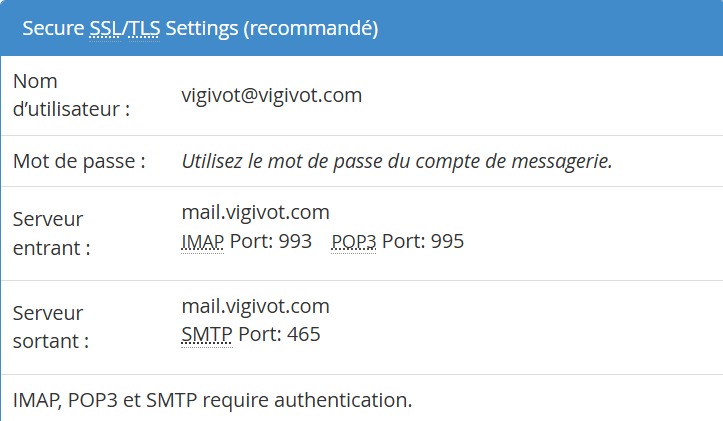 Secure SSL/TLS Settings (recommandé)
Nom
d’utilisateur :
vigivot@vigivot.com
Mot de passe :
Utilisez le mot de passe du compte de messagerie.
Serveur
entrant :
mail.vigivot.com
IMAP Port: 993 POP3 Port: 995
Serveur
sortant :
mail.vigivot.com
SMTP Port: 465
IMAP, POP3 et SMTP require authentication.